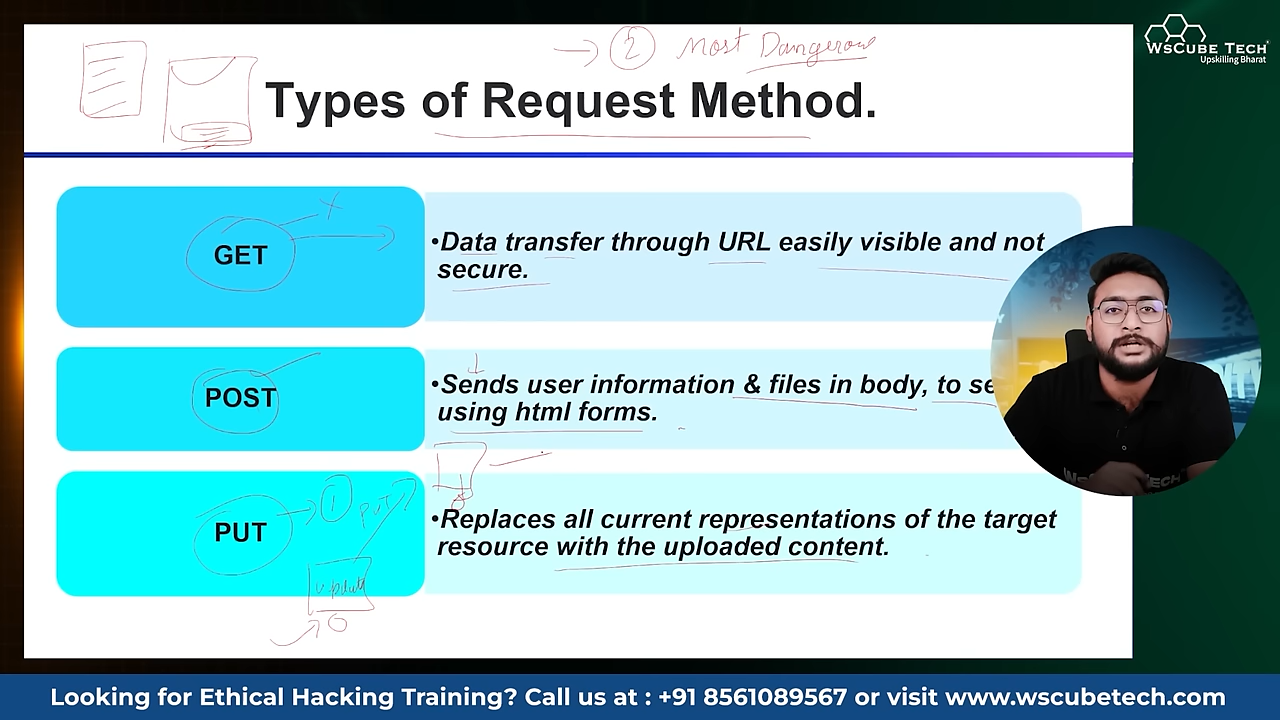 → ② Most Dangerous
WsCube Tech
Upskilling Bharat
Types of Request Method.
GET
•Data transfer through URL easily visible and not
secure.
POST
•Sends user information & files in body, to se
using html forms.
PUT
① PUT
•Replaces all current representations of the target
resource with the uploaded content.
Looking for Ethical Hacking Training? Call us at : +91 8561089567 or visit www.wscubetech.com